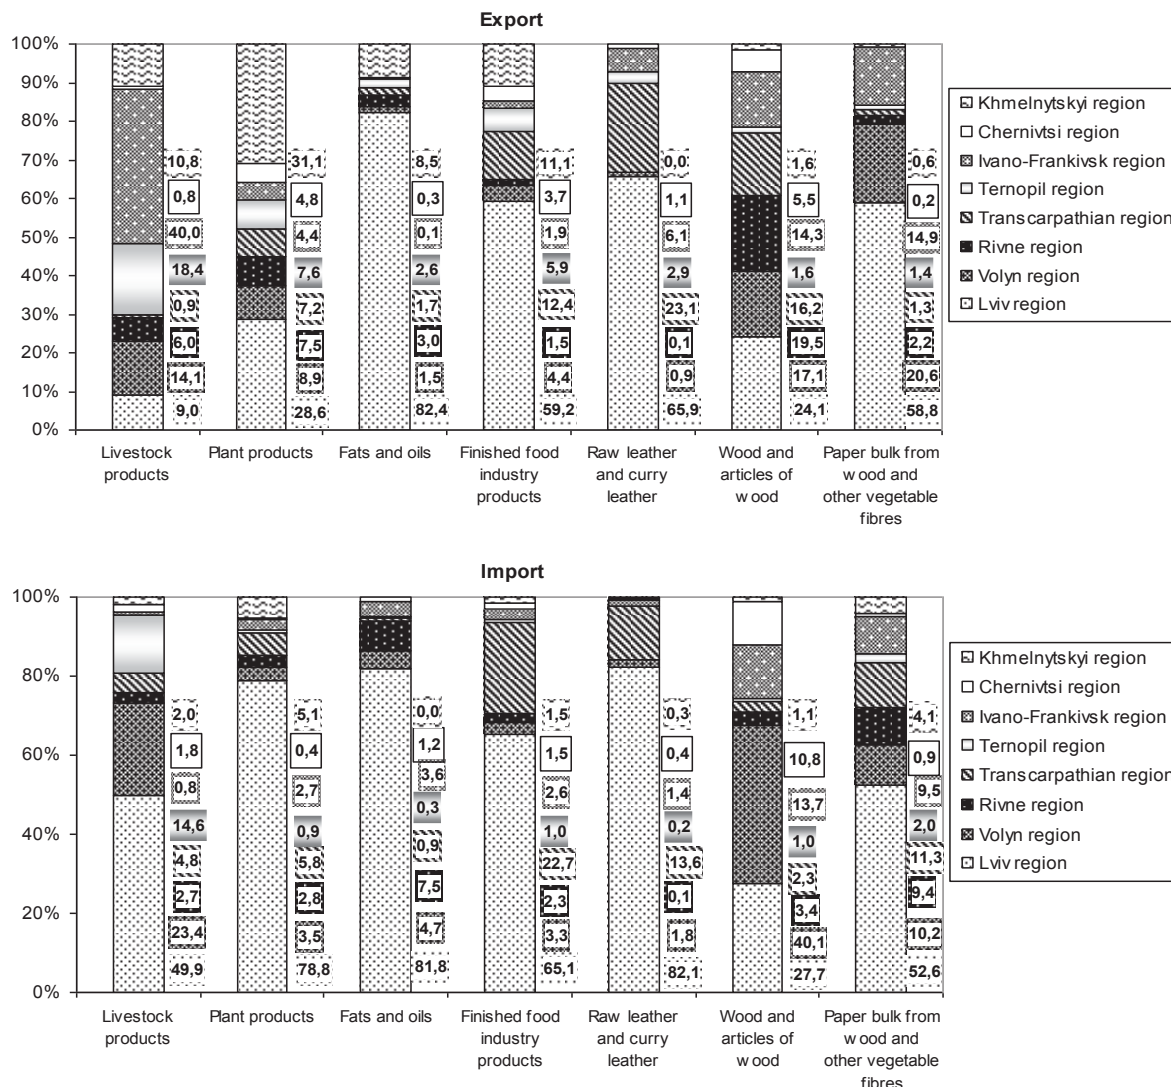 Export
100%
90%
80%
70%
60%
50%
40%
30%
20%
10%
0%
10,8 31,1 8,5 11,1 0,0 1,6 0,6
0,8 4,8 0,3 3,7 1,1 5,5 0,2
40,0 4,4 0,1 1,9 6,1 14,3 14,9
18,4 7,6 2,6 5,9 2,9 1,6 1,4
0,9 7,2 1,7 12,4 23,1 16,2 1,3
6,0 7,5 3,0 1,5 0,1 19,5 2,2
14,1 8,9 1,5 4,4 0,9 17,1 20,6
9,0 28,6 82,4 59,2 65,9 24,1 58,8
Livestock
products
Plant products
Fats and oils
Finished food
industry
products
Raw leather
and curry
leather
Wood and
articles of
wood
Paper bulk from
wood and
other vegetable
fibres
Khmelnytskyi region
Chernivtsi region
Ivano-Frankivsk region
Ternopil region
Transcarpathian region
Rivne region
Volyn region
Lviv region
Import
100%
80%
60%
40%
20%
0%
2,0 5,1 0,0 1,5 0,3 1,1 4,1
1,8 0,4 1,2 1,5 0,4 10,8 0,9
0,8 2,7 3,6 2,6 1,4 13,7 9,5
14,6 0,9 0,3 1,0 0,2 1,0 2,0
4,8 5,8 0,9 22,7 13,6 2,3 11,3
2,7 2,8 7,5 2,3 0,1 3,4 9,4
23,4 3,5 4,7 3,3 1,8 40,1 10,2
49,9 78,8 81,8 65,1 82,1 27,7 52,6
Livestock
products
Plant products
Fats and oils
Finished food
industry
products
Raw leather
and curry
leather
Wood and
articles of
wood
Paper bulk from
wood and
other vegetable
fibres
Khmelnytskyi region
Chernivtsi region
Ivano-Frankivsk region
Ternopil region
Transcarpathian region
Rivne region
Volyn region
Lviv region